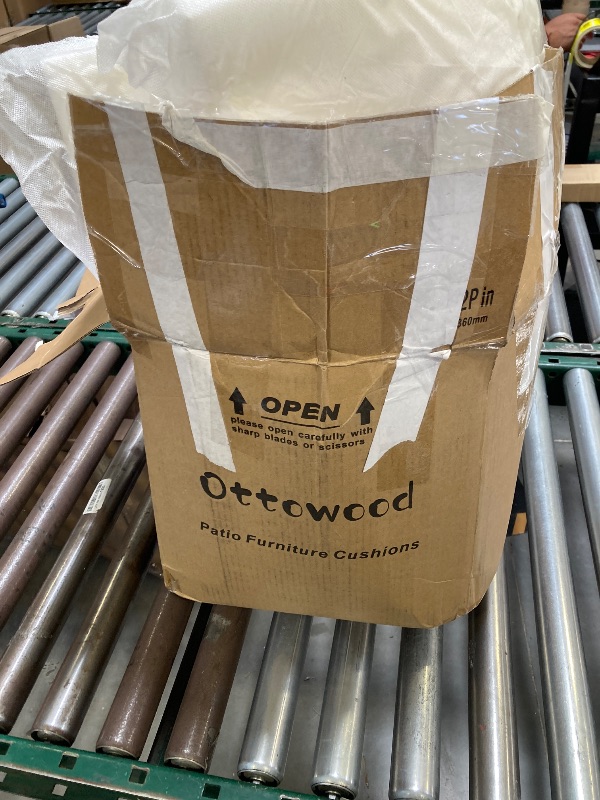 2P in
360mm
OPEN
please open carefully with
sharp blades or scissors
Ottowood
Patio Furniture Cushions